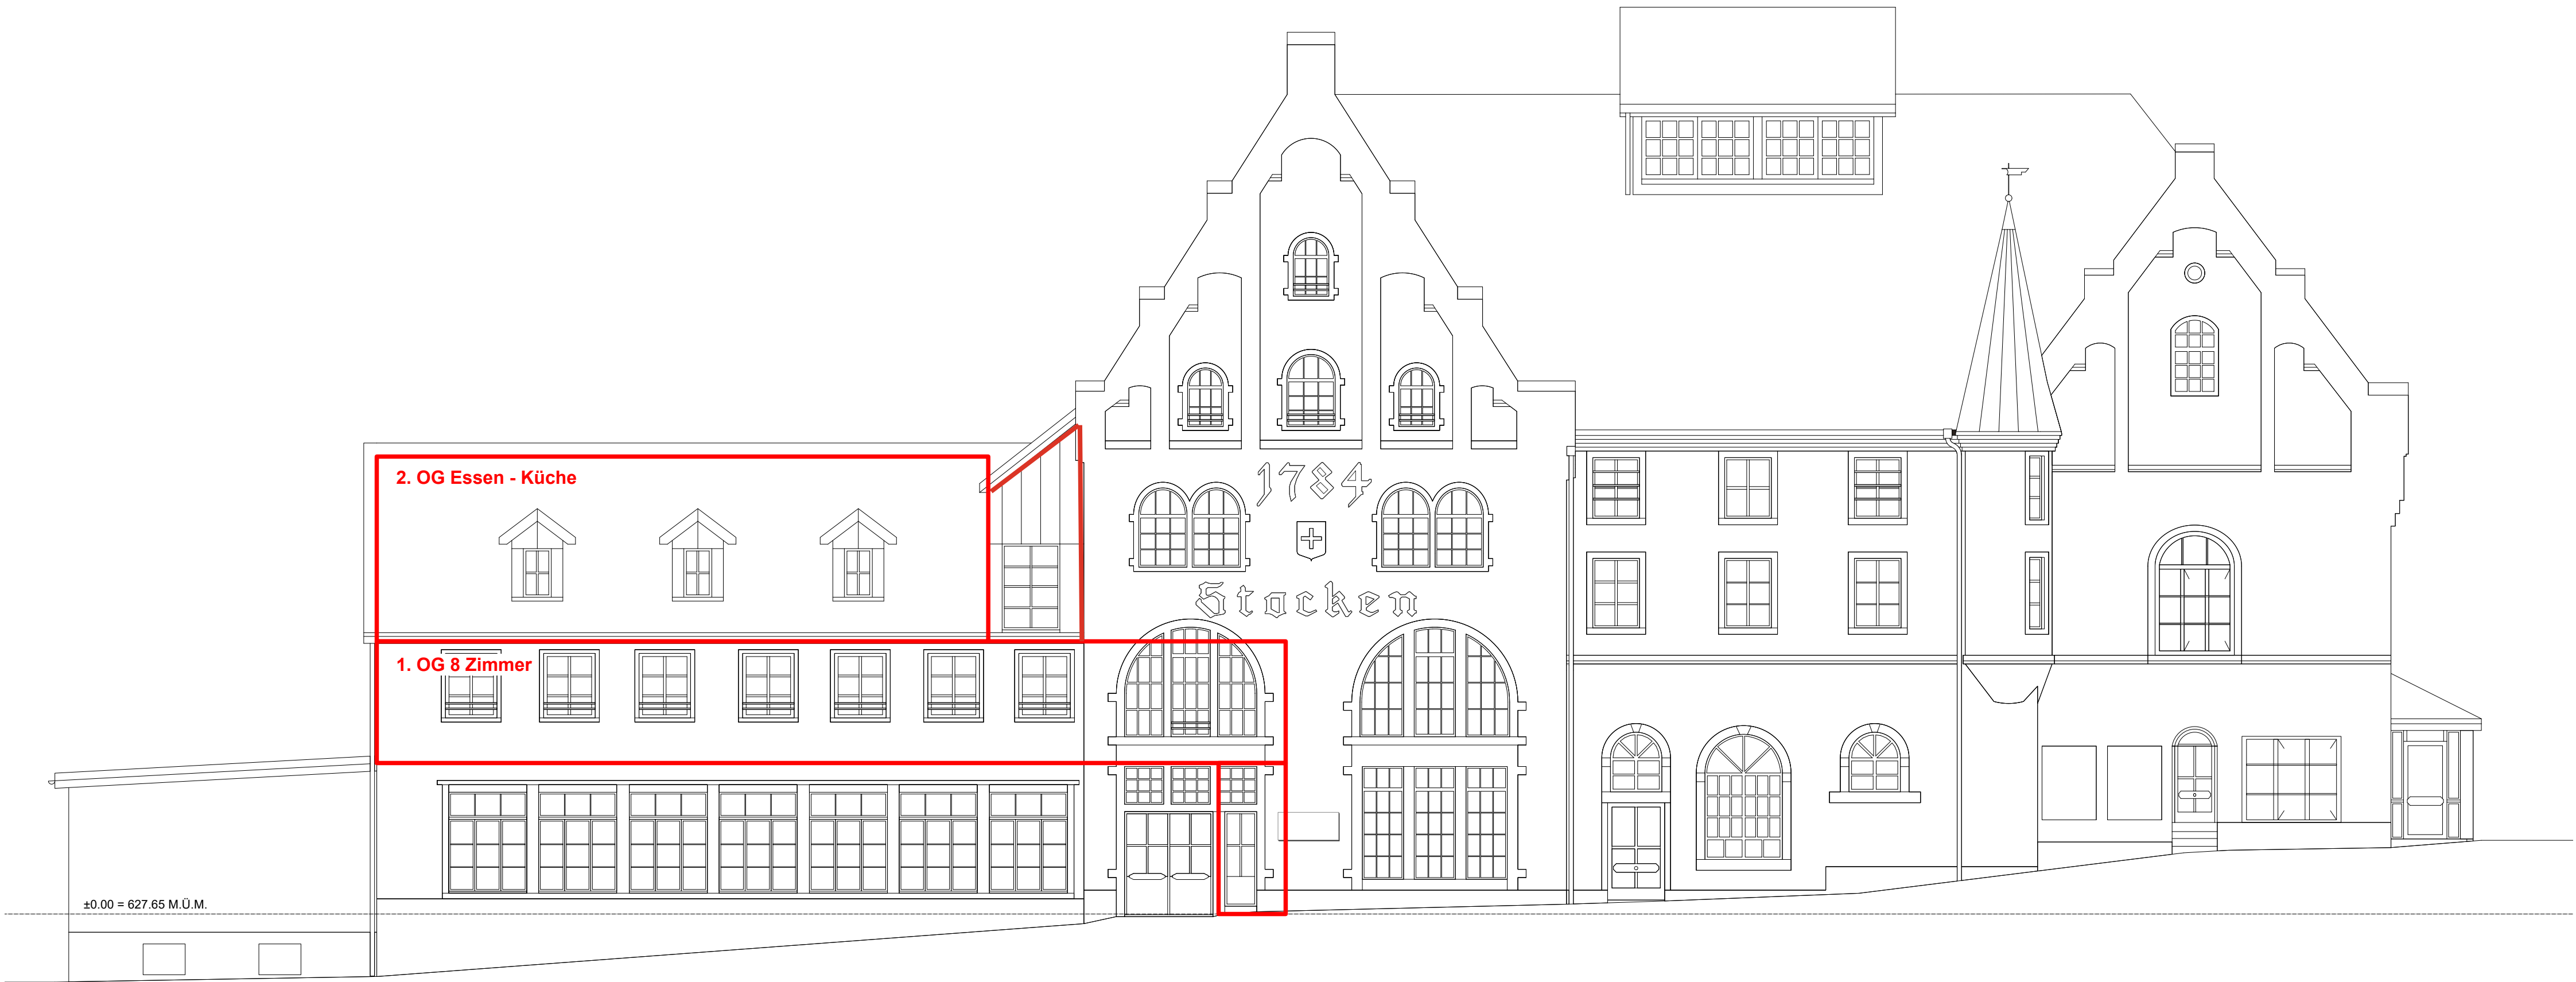 1784
2. OG Essen - Küche
Stocken
1. OG 8 Zimmer
±0.00 = 627.65 M.Ü.M.